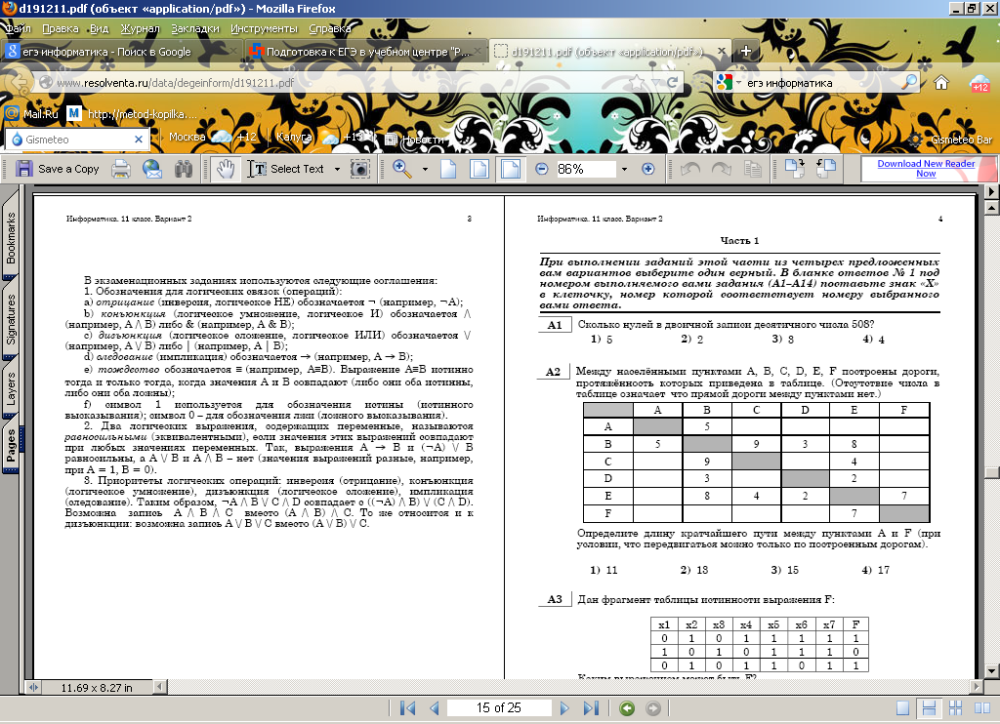 d191211.pdf (объект «application/pdf») - Mozilla Firefox
Файл Правка Вид Журнал Закладки Инструменты Справка
егэ информатика - Поиск в Google
Подготовка к ЕГЭ в учебном центре "Р...
d191211.pdf (объект «application/pdf»)
www.resolventa.ru/data/degeinform/d191211.pdf
егэ информатика
+12
Mail.Ru http://metod-kopilka....
Gismeteo Москва +12 Калуга Новости Gismeteo Bar
Save a Copy Select Text 86% Download New Reader Now
Bookmarks
Signatures
Layers
Pages
Информатика. 11 класс. Вариант 2 3
В экзаменационных заданиях используются следующие соглашения:
1. Обозначения для логических связок (операций):
a) отрицание (инверсия, логическое НЕ) обозначается ¬ (например, ¬A);
b) конъюнкция (логическое умножение, логическое И) обозначается /\
(например, A /\ B) либо & (например, A & B);
c) дизъюнкция (логическое сложение, логическое ИЛИ) обозначается \/
(например, A \/ B) либо | (например, A | B);
d) следование (импликация) обозначается → (например, A → B);
e) тождество обозначается ≡ (например, A≡B). Выражение A≡B истинно
тогда и только тогда, когда значения A и B совпадают (либо они оба истинны,
либо они оба ложны);
f) символ 1 используется для обозначения истины (истинного
высказывания); символ 0 – для обозначения лжи (ложного высказывания).
2. Два логических выражения, содержащих переменные, называются
равносильными (эквивалентными), если значения этих выражений совпадают
при любых значениях переменных. Так, выражения A → B и (¬A) \/ B
равносильны, а A \/ B и A /\ B – нет (значения выражений разные, например,
при A = 1, B = 0).
3. Приоритеты логических операций: инверсия (отрицание), конъюнкция
(логическое умножение), дизъюнкция (логическое сложение), импликация
(следование). Таким образом, ¬A /\ B \/ C /\ D совпадает с ((¬A) /\ B) \/ (C /\ D).
Возможна запись A /\ B /\ C вместо (A /\ B) /\ C. То же относится и к
дизъюнкции: возможна запись A \/ B \/ C вместо (A \/ B) \/ C.
Информатика. 11 класс. Вариант 2 4
Часть 1
При выполнении заданий этой части из четырех предложенных
вам вариантов выберите один верный. В бланке ответов № 1 под
номером выполняемого вами задания (А1–А14) поставьте знак «Х»
в клеточку, номер которой соответствует номеру выбранного
вами ответа.
А1 Сколько нулей в двоичной записи десятичного числа 508?
1) 5 2) 2 3) 3 4) 4
А2 Между населёнными пунктами A, B, C, D, E, F построены дороги,
протяжённость которых приведена в таблице. (Отсутствие числа в
таблице означает что прямой дороги между пунктами нет.)
A B C D E F
A 5
B 5 9 3 8
C 9 4
D 3 2
E 8 4 2 7
F 7
Определите длину кратчайшего пути между пунктами A и F (при
условии, что передвигаться можно только по построенным дорогам).
1) 11 2) 13 3) 15 4) 17
А3 Дан фрагмент таблицы истинности выражения F:
x1 x2 x3 x4 x5 x6 x7 F
0 1 0 1 1 1 1 1
1 0 1 0 1 1 1 0
0 1 0 1 1 0 1 1
Каким выражением может быть F?
11.69 x 8.27 in
15 of 25